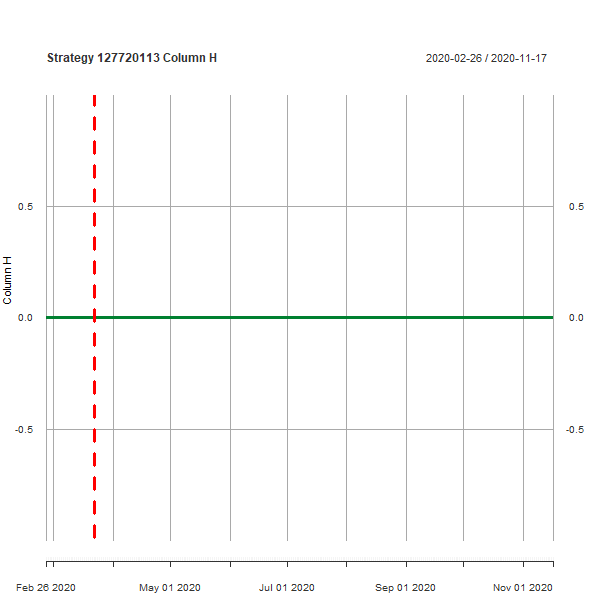 Strategy 127720113 Column H
2020-02-26 / 2020-11-17
0.5
0.5
Column H
0.0
0.0
-0.5
-0.5
Feb 26 2020
May 01 2020
Jul 01 2020
Sep 01 2020
Nov 01 2020